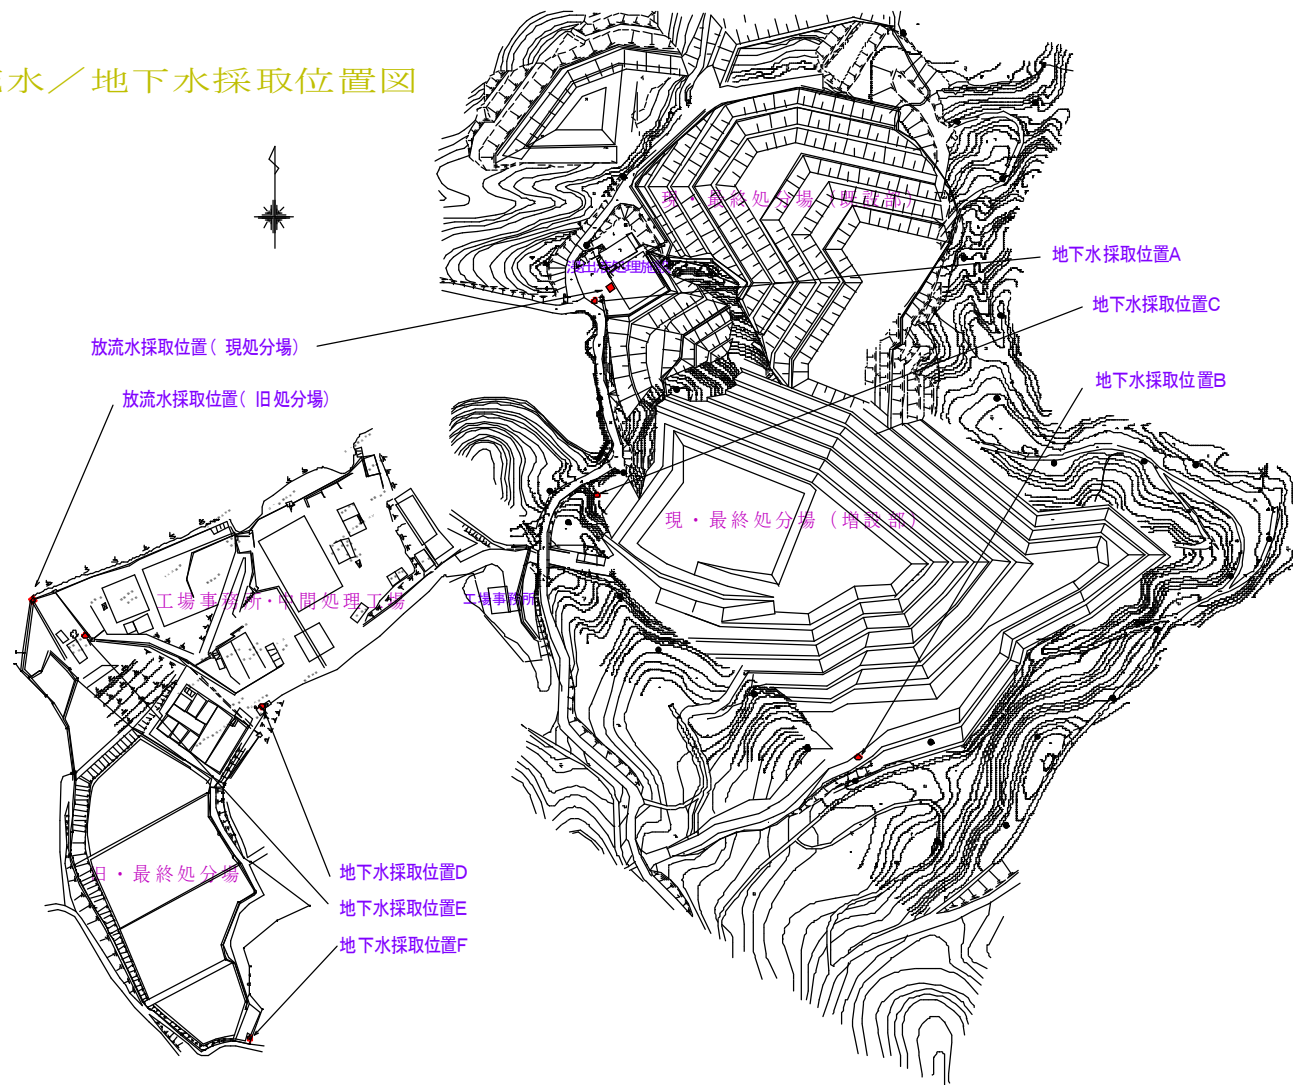 水／地下水採取位置図
現・最終処分場（既設部）
地下水採取位置A
浸出水処理施設
地下水採取位置C
放流水採取位置(現処分場)
地下水採取位置B
放流水採取位置(旧処分場)
現・最終処分場（増設部）
工場事務所・中間処理工場
工場事務所
旧・最終処分場
地下水採取位置D
地下水採取位置E
地下水採取位置F